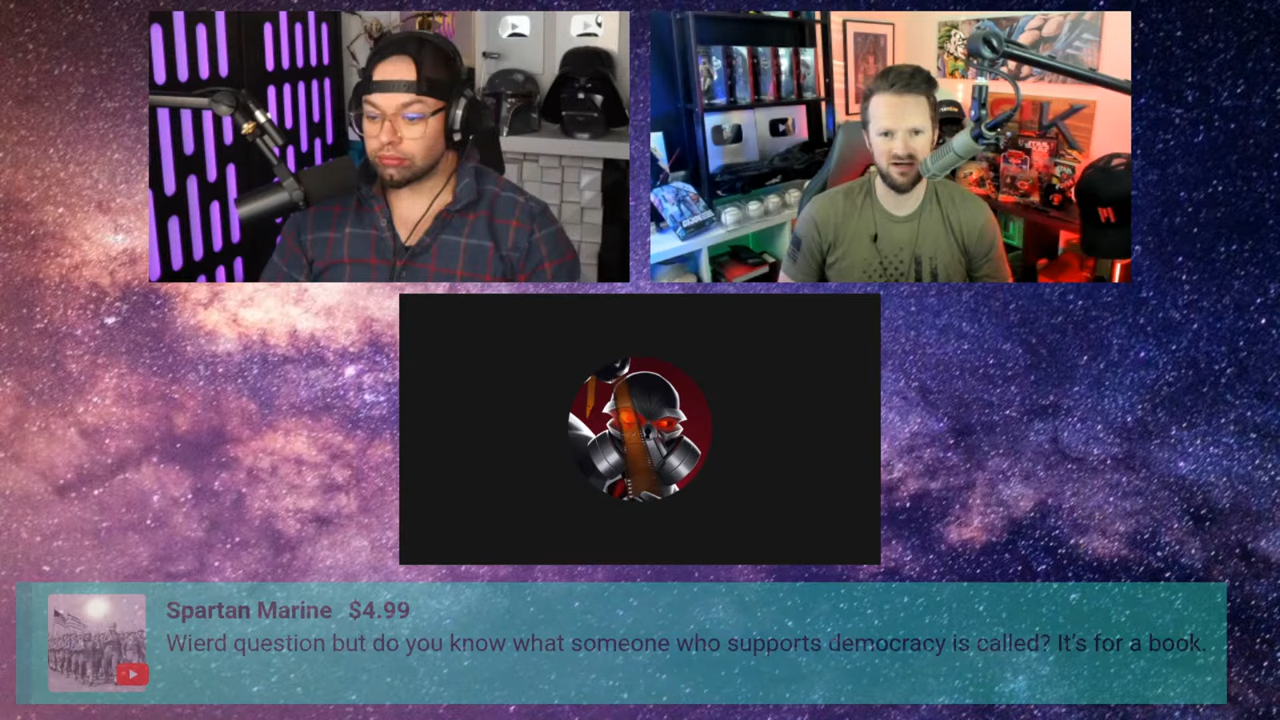 Spartan Marine $4.99
Wierd question but do you know what someone who supports democracy is called? It's for a book.